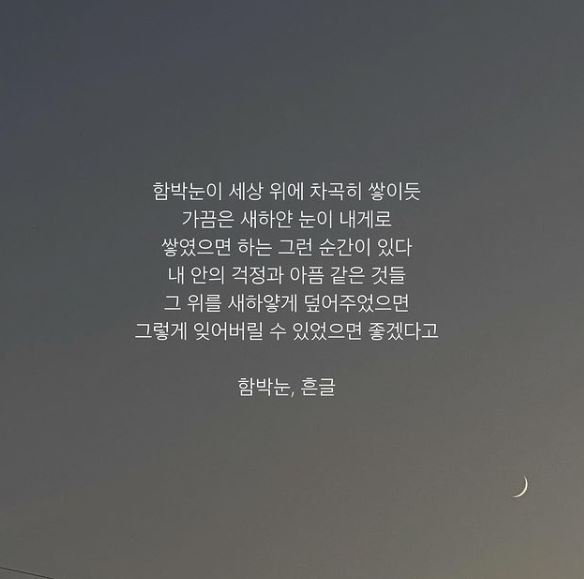 함박눈이 세상 위에 차곡히 쌓이듯
가끔은 새하얀 눈이 내게로
쌓였으면 하는 그런 순간이 있다
내 안의 걱정과 아픔 같은 것들
그 위를 새하얗게 덮어주었으면
그렇게 잊어버릴 수 있었으면 좋겠다고
함박눈, 흔글